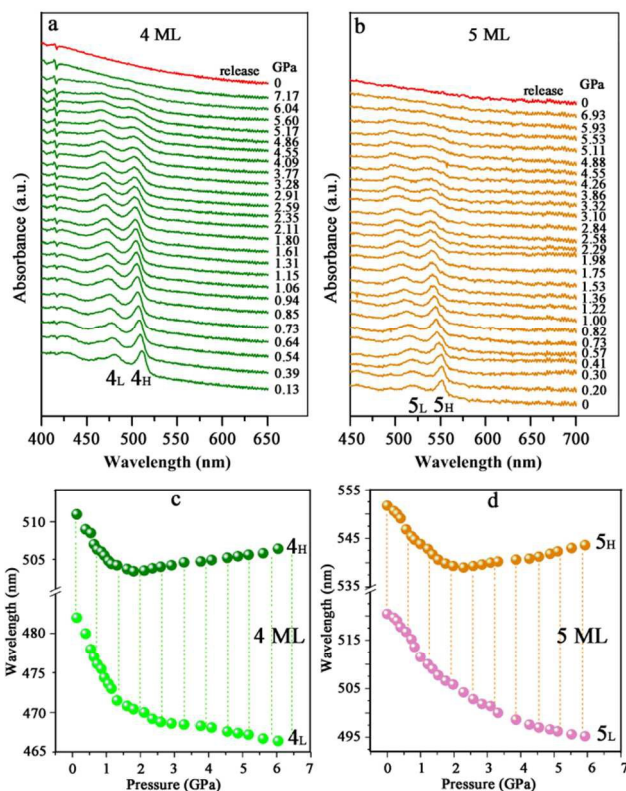 a
4 ML
release
GPa
0
7.17
6.04
5.60
5.17
4.86
4.55
4.09
3.77
3.28
2.91
2.59
2.35
2.11
1.80
1.61
1.31
1.15
1.06
0.94
0.85
0.73
0.64
0.54
0.39
0.13
4L 4H
Absorbance (a.u.)
400 450 500 550 600 650
Wavelength (nm)
b
5 ML
release
GPa
0
6.93
5.93
5.53
5.11
4.88
4.55
4.26
3.86
3.32
3.10
2.84
2.58
2.29
1.98
1.75
1.53
1.36
1.22
1.00
0.82
0.73
0.57
0.41
0.30
0.20
0
5L 5H
Absorbance (a.u.)
450 500 550 600 650 700
Wavelength (nm)
c
510
505
480
475
470
465
Wavelength (nm)
4H
4 ML
4L
0 1 2 3 4 5 6 7
Pressure (GPa)
d
555
545
535
515
505
495
Wavelength (nm)
5H
5 ML
5L
0 1 2 3 4 5 6 7
Pressure (GPa)